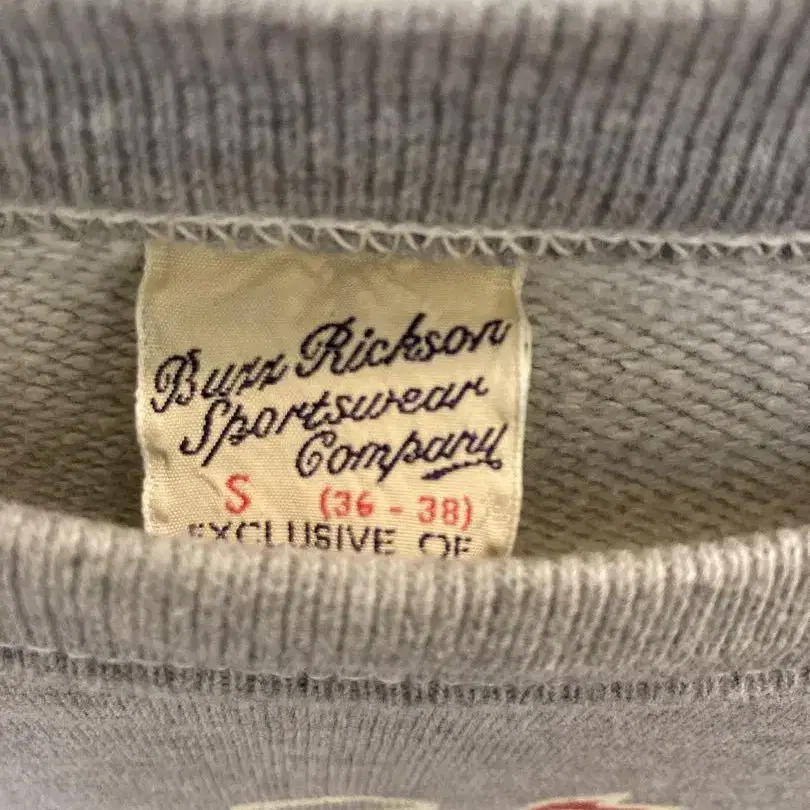 Buzz Rickson
Sportswear
Company
S (36 - 38)
EXCLUSIVE OF